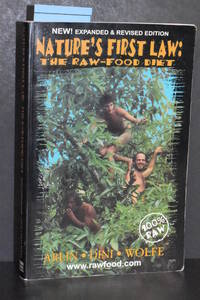 NEW! EXPANDED & REVISED EDITION
NATURE'S FIRST LAW:
THE RAW-FOOD DIET
100%
RAW
ARLIN • DINI • WOLFE
www.rawfood.com